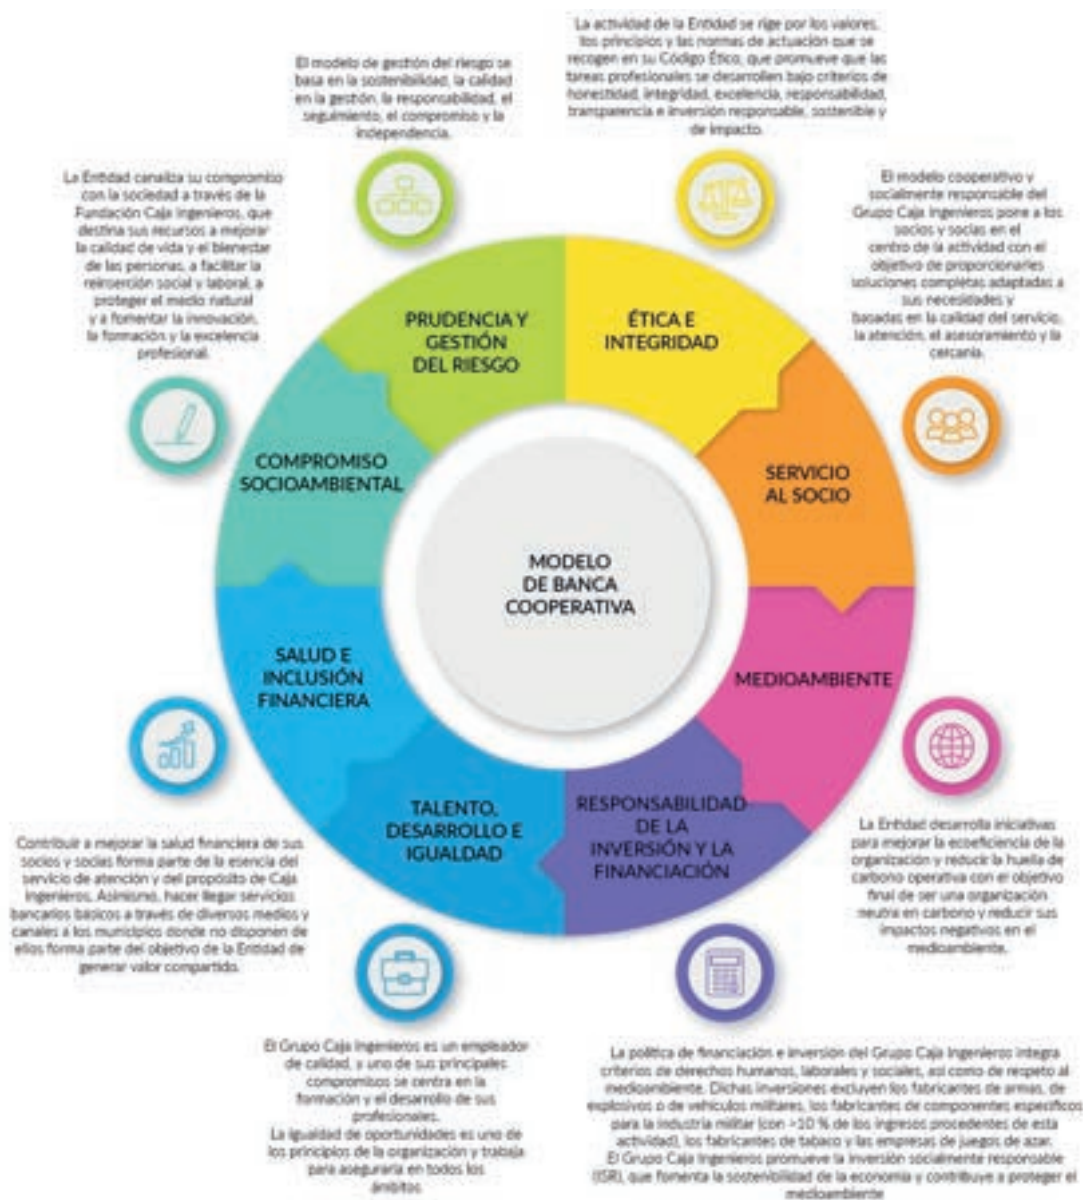 La actividad de la Entidad se rige por los valores,
los principios y las normas de actuación que se
recogen en su Código Ético, que promueve que las
tareas profesionales se desarrollen bajo criterios de
honestidad, integridad, excelencia, responsabilidad,
transparencia e inversión responsable, sostenible y
de impacto.
El modelo de gestión del riesgo se
basa en la sostenibilidad, la calidad
en la gestión, la responsabilidad, el
seguimiento, el compromiso y la
independencia.
La Entidad canaliza su compromiso
con la sociedad a través de la
Fundación Caja Ingenieros, que
destina sus recursos a mejorar
la calidad de vida y el bienestar
de las personas, a facilitar la
reinserción social y laboral, a
proteger el medio natural
y a fomentar la innovación,
la formación y la excelencia
profesional.
El modelo cooperativo y
socialmente responsable del
Grupo Caja Ingenieros pone a los
socios y socias en el
centro de la actividad con el
objetivo de proporcionarles
soluciones completas adaptadas a
sus necesidades y
basadas en la calidad del servicio,
la atención, el asesoramiento y la
cercanía.
PRUDENCIA Y
GESTIÓN
DEL RIESGO
ÉTICA E
INTEGRIDAD
COMPROMISO
SOCIOAMBIENTAL
SERVICIO
AL SOCIO
MODELO
DE BANCA
COOPERATIVA
SALUD E
INCLUSIÓN
FINANCIERA
MEDIOAMBIENTE
TALENTO,
DESARROLLO E
IGUALDAD
RESPONSABILIDAD
DE LA
INVERSIÓN Y LA
FINANCIACIÓN
Contribuir a mejorar la salud financiera de sus
socios y socias forma parte de la esencia del
servicio de atención y del propósito de Caja
Ingenieros. Asimismo, hacer llegar servicios
bancarios básicos a través de diversos medios y
canales a los municipios donde no disponen de
ellos forma parte del objetivo de la Entidad de
generar valor compartido.
La Entidad desarrolla iniciativas
para mejorar la ecoeficiencia de la
organización y reducir la huella de
carbono operativa con el objetivo
final de ser una organización
neutra en carbono y reducir sus
impactos negativos en el
medioambiente.
El Grupo Caja Ingenieros es un empleador
de calidad, y uno de sus principales
compromisos se centra en la
formación y el desarrollo de sus
profesionales.
La igualdad de oportunidades es uno de
los principios de la organización y trabaja
para asegurarla en todos los
ámbitos.
La política de financiación e inversión del Grupo Caja Ingenieros integra
criterios de derechos humanos, laborales y sociales, así como de respeto al
medioambiente. Dichas inversiones excluyen los fabricantes de armas, de
explosivos o de vehículos militares, los fabricantes de componentes específicos
para la industria militar (con >10 % de los ingresos procedentes de esta
actividad), los fabricantes de tabaco y las empresas de juegos de azar.
El Grupo Caja Ingenieros promueve la inversión socialmente responsable
(ISR), que fomenta la sostenibilidad de la economía y contribuye a proteger el
medioambiente